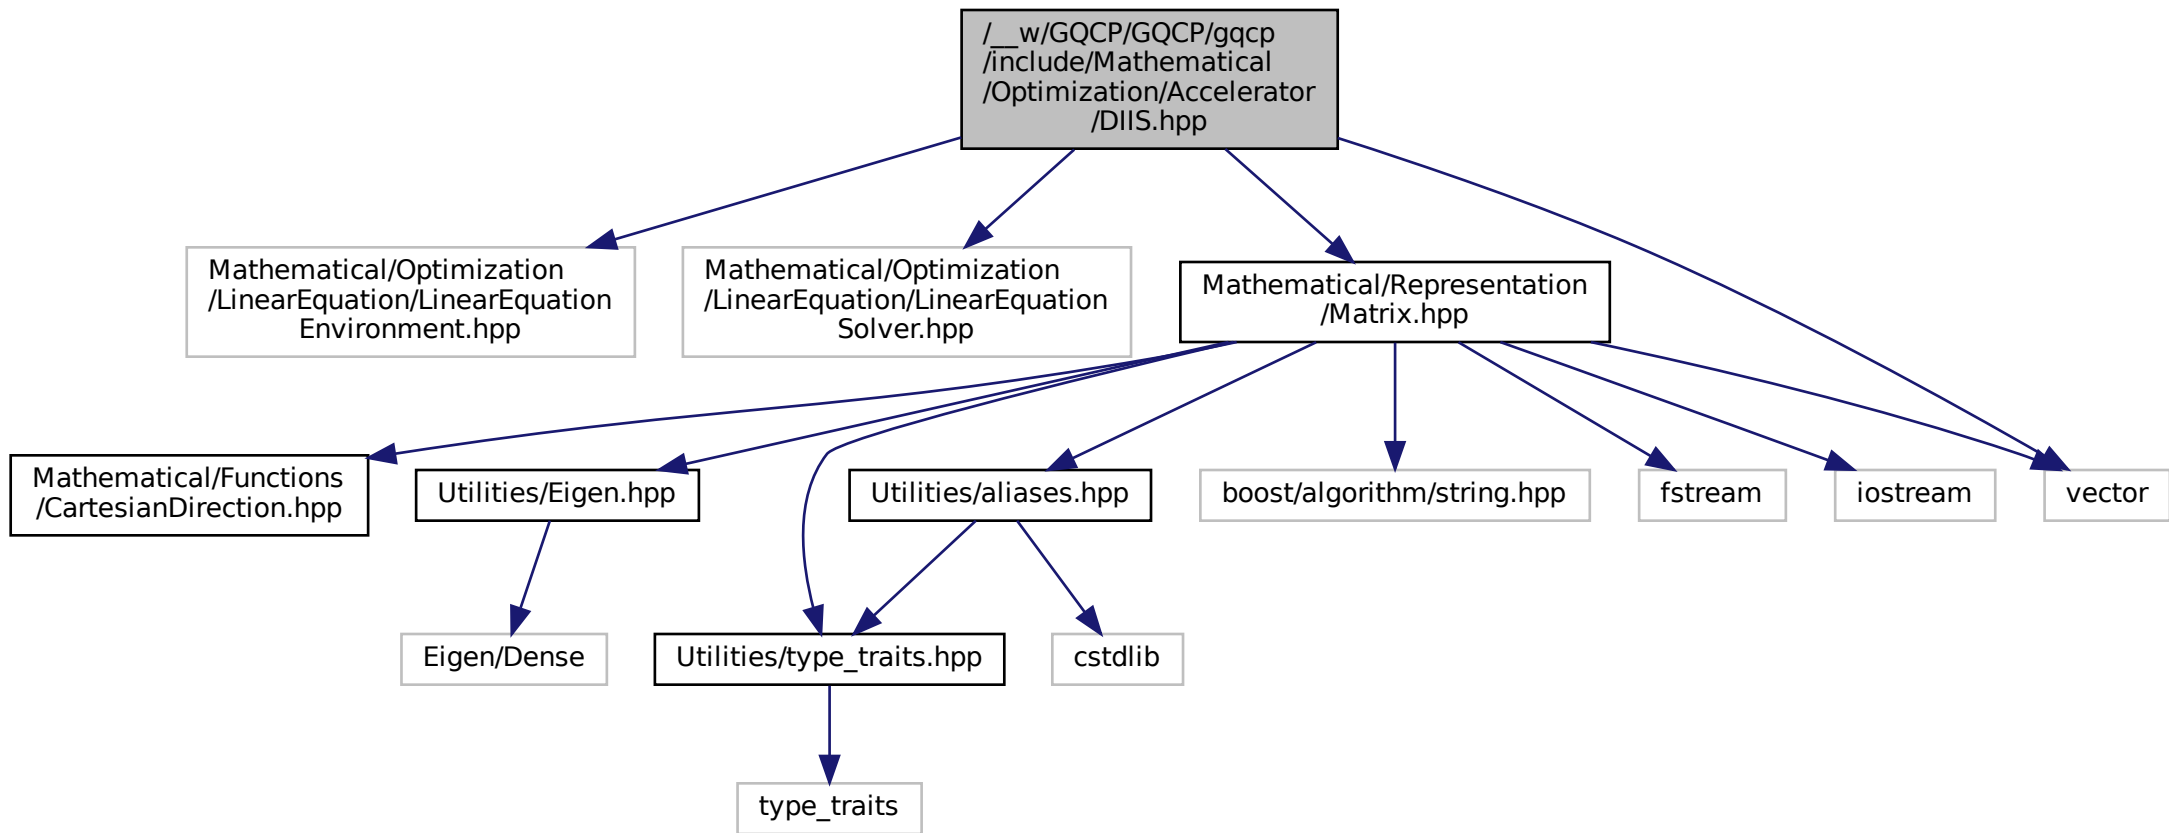 /__w/GQCP/GQCP/gqcp
/include/Mathematical
/Optimization/Accelerator
/DIIS.hpp
Mathematical/Optimization
/LinearEquation/LinearEquation
Environment.hpp
Mathematical/Optimization
/LinearEquation/LinearEquation
Solver.hpp
Mathematical/Representation
/Matrix.hpp
Mathematical/Functions
/CartesianDirection.hpp
Utilities/Eigen.hpp
Utilities/aliases.hpp
boost/algorithm/string.hpp
fstream
iostream
vector
Eigen/Dense
Utilities/type_traits.hpp
cstdlib
type_traits